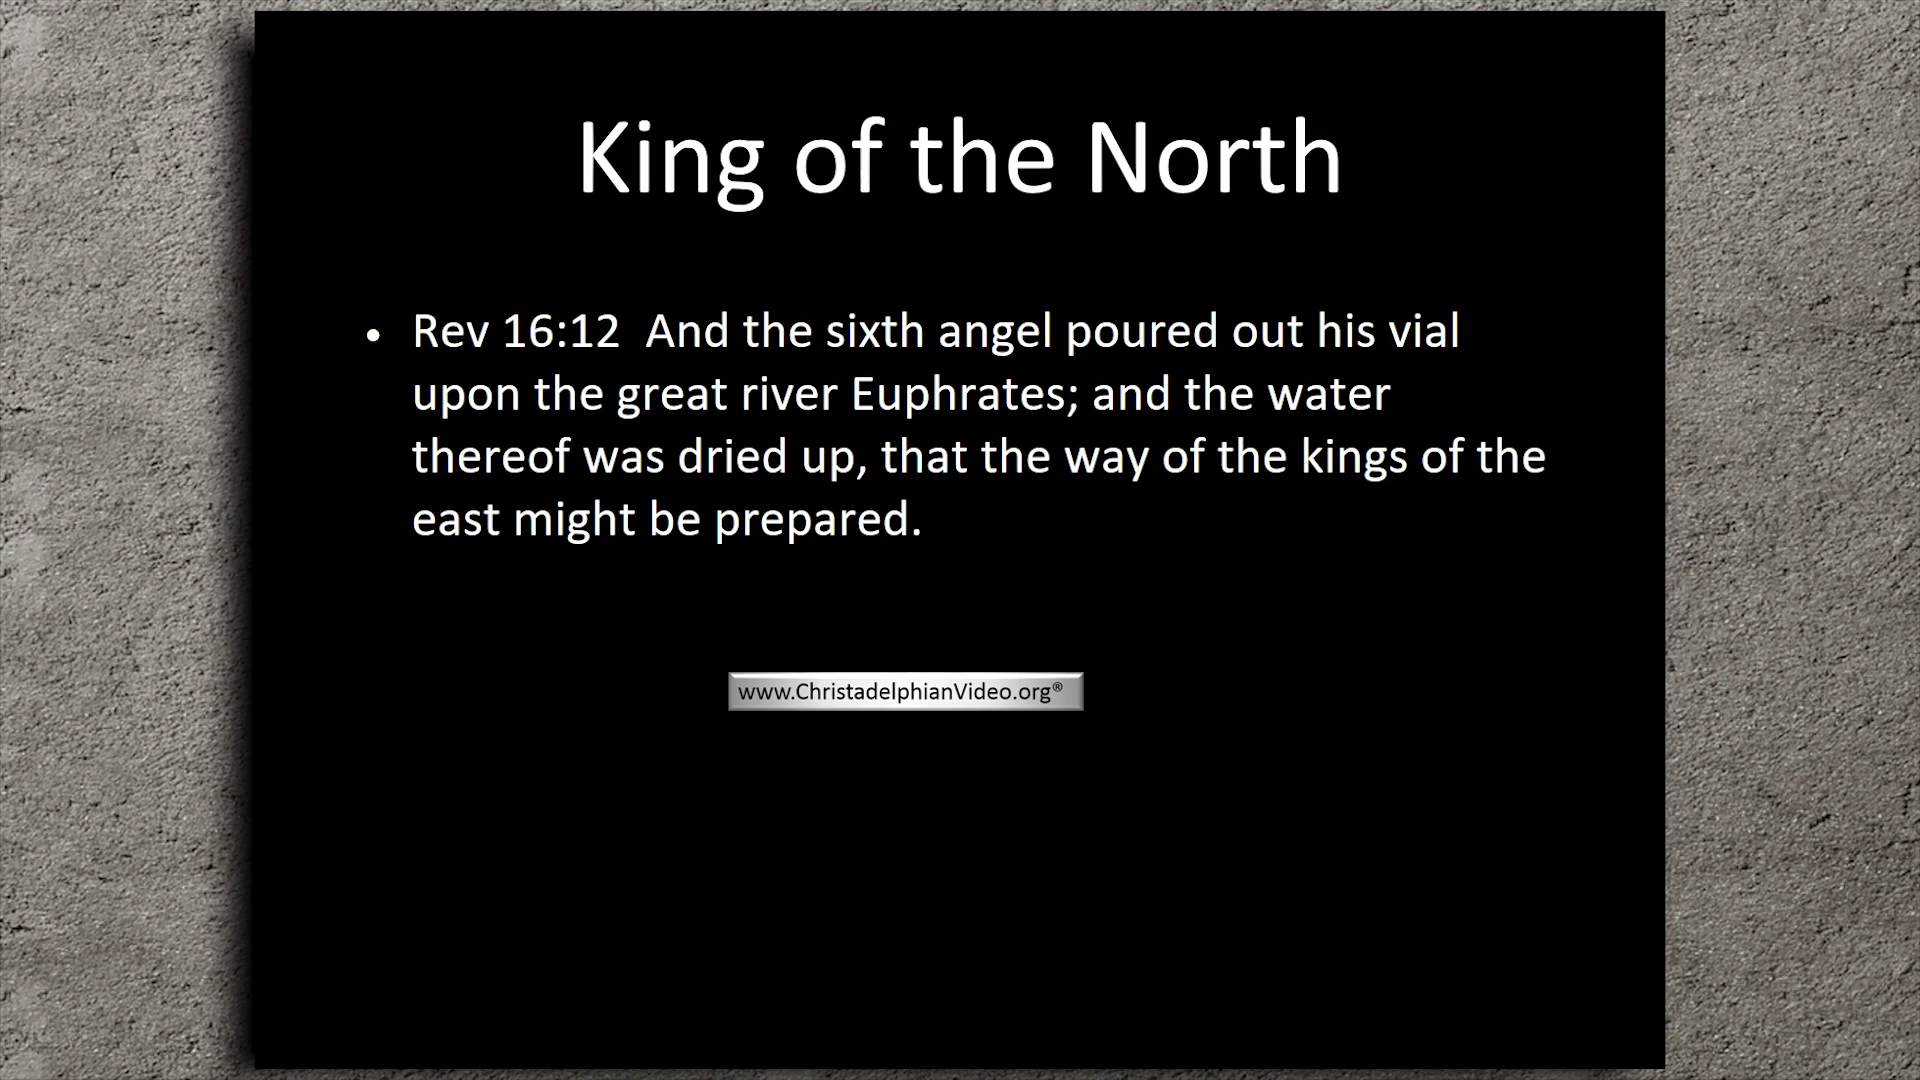 King of the North
• Rev 16:12  And the sixth angel poured out his vial
upon the great river Euphrates; and the water
thereof was dried up, that the way of the kings of the
east might be prepared.
www.ChristadelphianVideo.org®